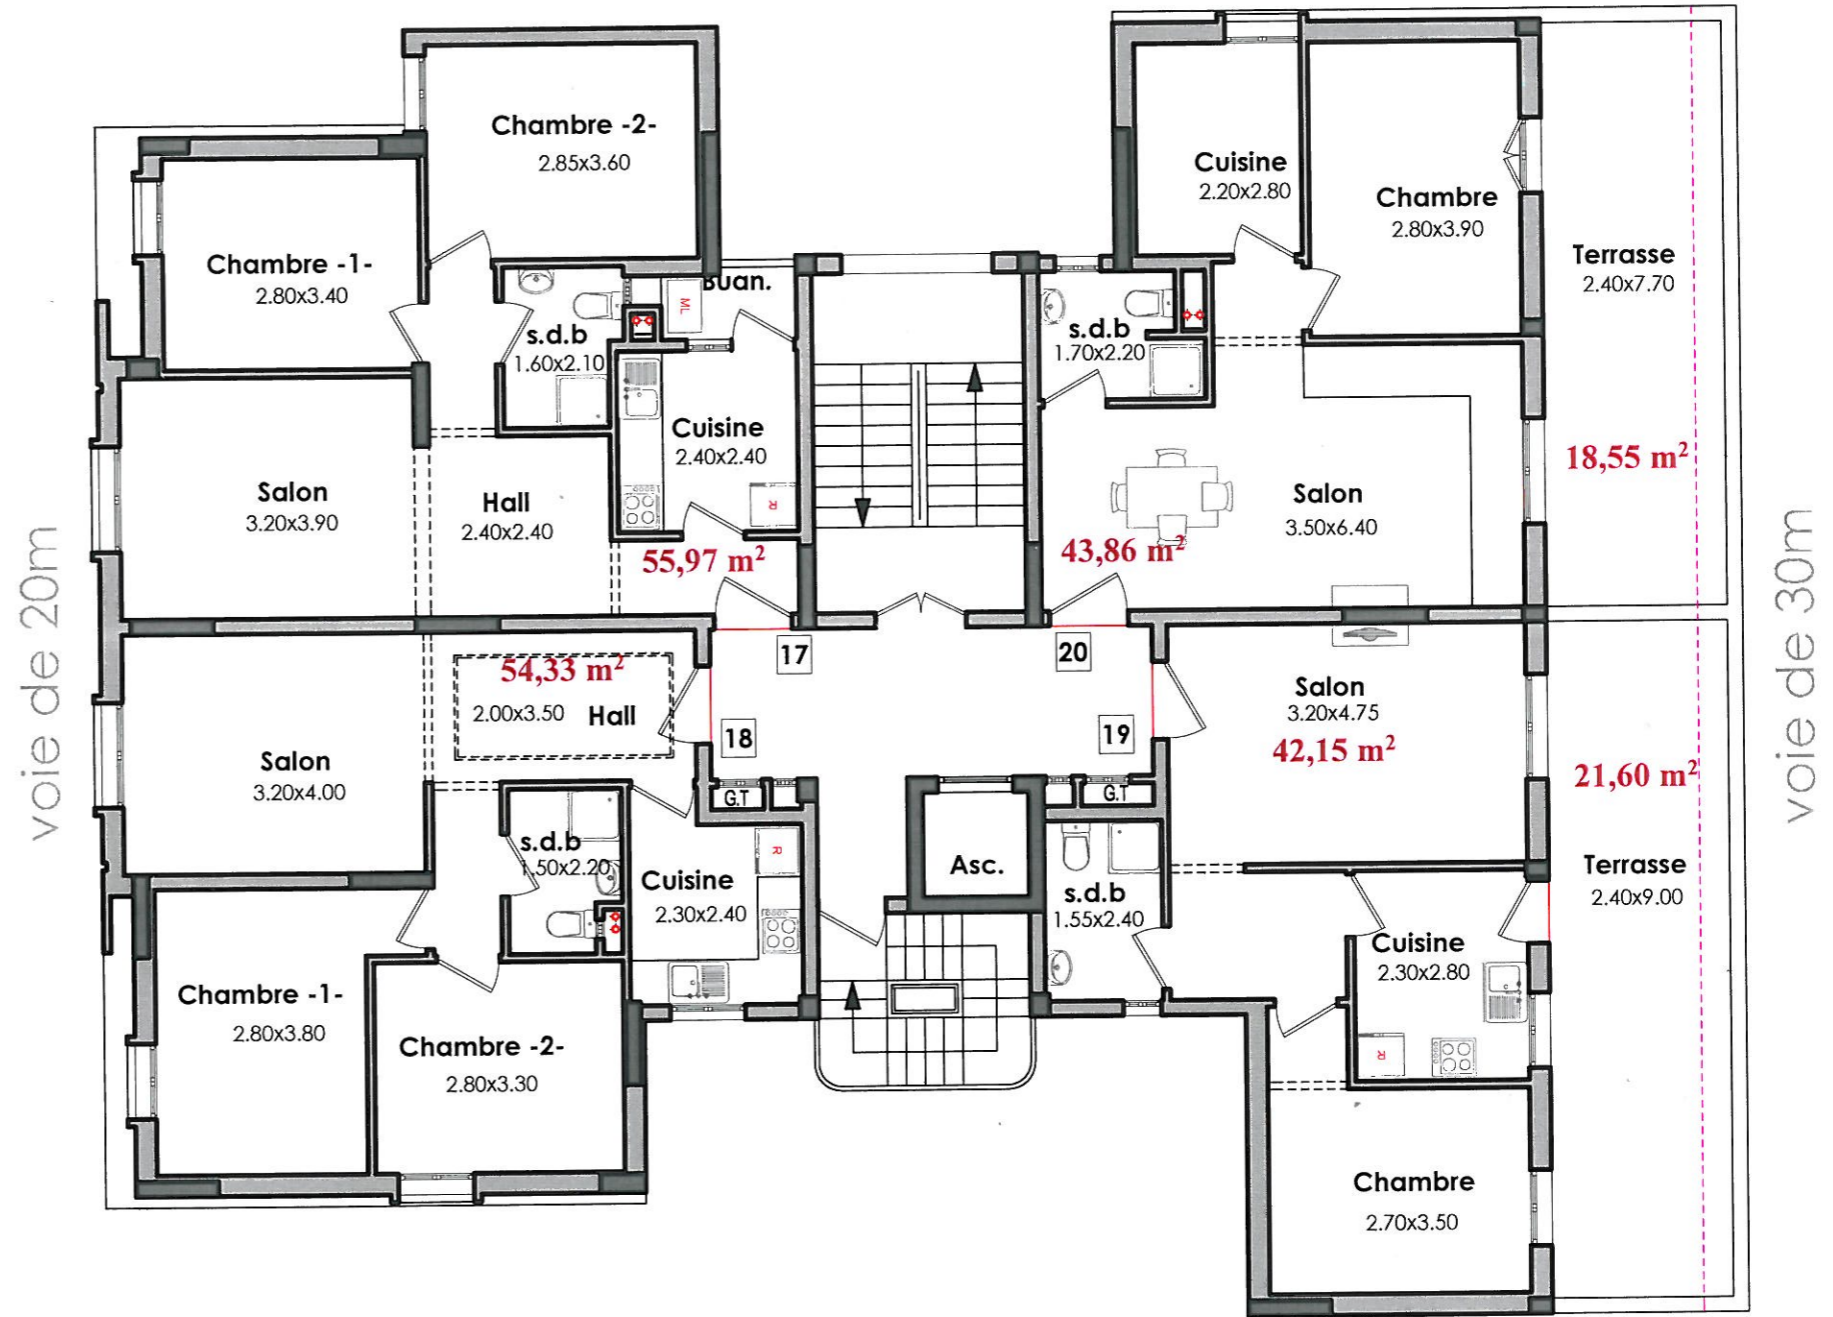 Chambre -2-
2.85x3.60
Chambre -1-
2.80x3.40
s.d.b
1.60x2.10
Buan.
ML
Cuisine
2.40x2.40
R
Salon
3.20x3.90
Hall
2.40x2.40
55,97 m²
17
Cuisine
2.20x2.80
Chambre
2.80x3.90
Terrasse
2.40x7.70
18,55 m²
s.d.b
1.70x2.20
Salon
3.50x6.40
43,86 m²
20
voie de 20m
voie de 30m
54,33 m²
2.00x3.50 Hall
18
Salon
3.20x4.00
G.T
s.d.b
1.50x2.20
Cuisine
2.30x2.40
R
Chambre -1-
2.80x3.80
Chambre -2-
2.80x3.30
Asc.
19
G.T
Salon
3.20x4.75
42,15 m²
21,60 m²
Terrasse
2.40x9.00
s.d.b
1.55x2.40
Cuisine
2.30x2.80
R
Chambre
2.70x3.50